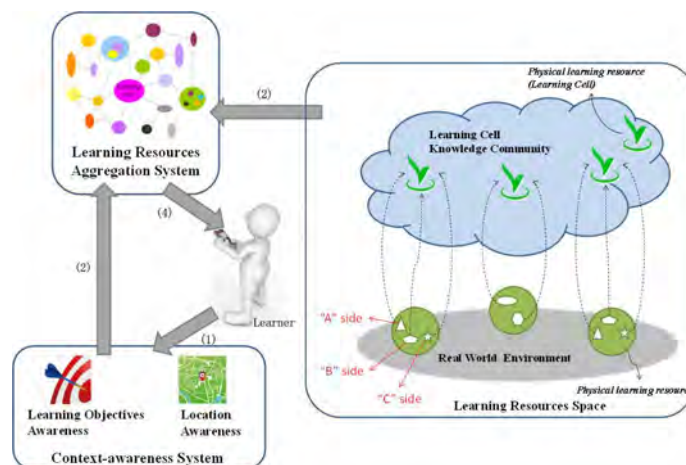 Learning Resources
Aggregation System
(2)
(4)
(2)
Learner
(1)
Learning Objectives
Awareness
Location
Awareness
Context-awareness System
Physical learning resource
(Learning Cell)
Learning Cell
Knowledge Community
"A" side
"B" side
"C" side
Real World Environment
Physical learning resource
Learning Resources Space